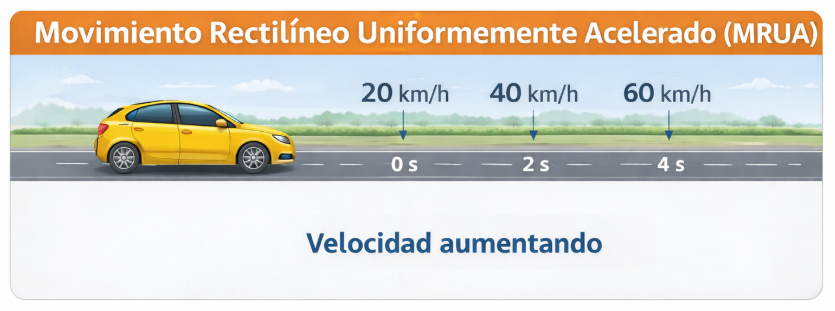 Movimiento Rectilíneo Uniformemente Acelerado (MRUA)
20 km/h 40 km/h 60 km/h
0 s 2 s 4 s
Velocidad aumentando